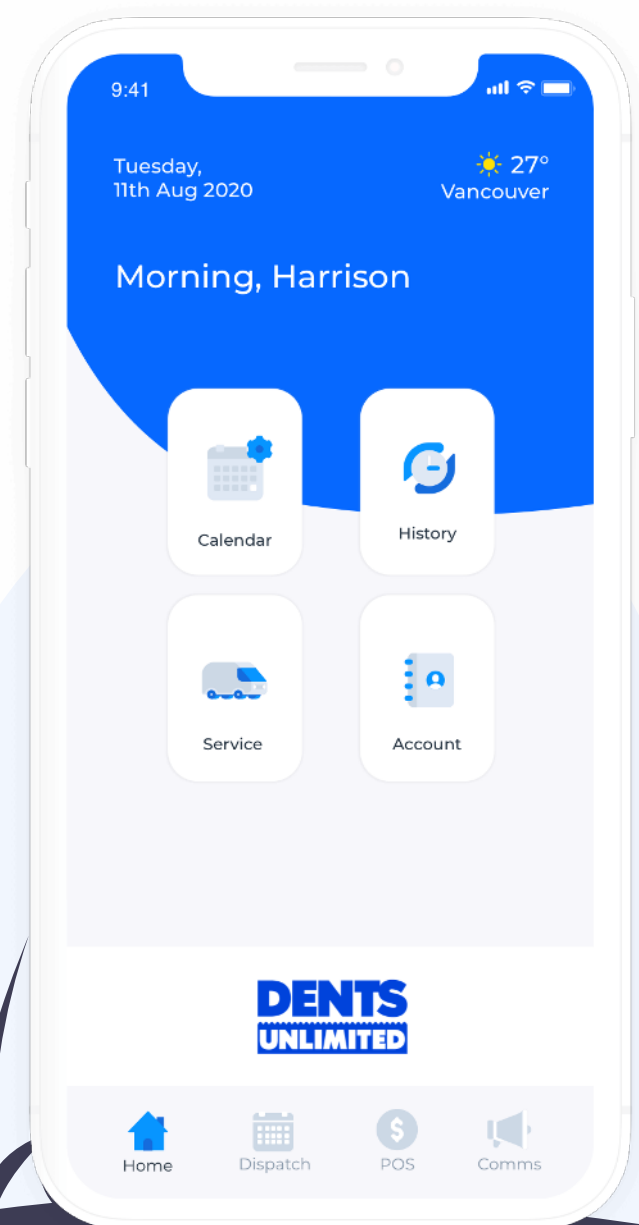 9:41
Tuesday,
11th Aug 2020
27°
Vancouver
Morning, Harrison
Calendar
History
Service
Account
DENTS
UNLIMITED
Home
Dispatch
$
POS
Comms